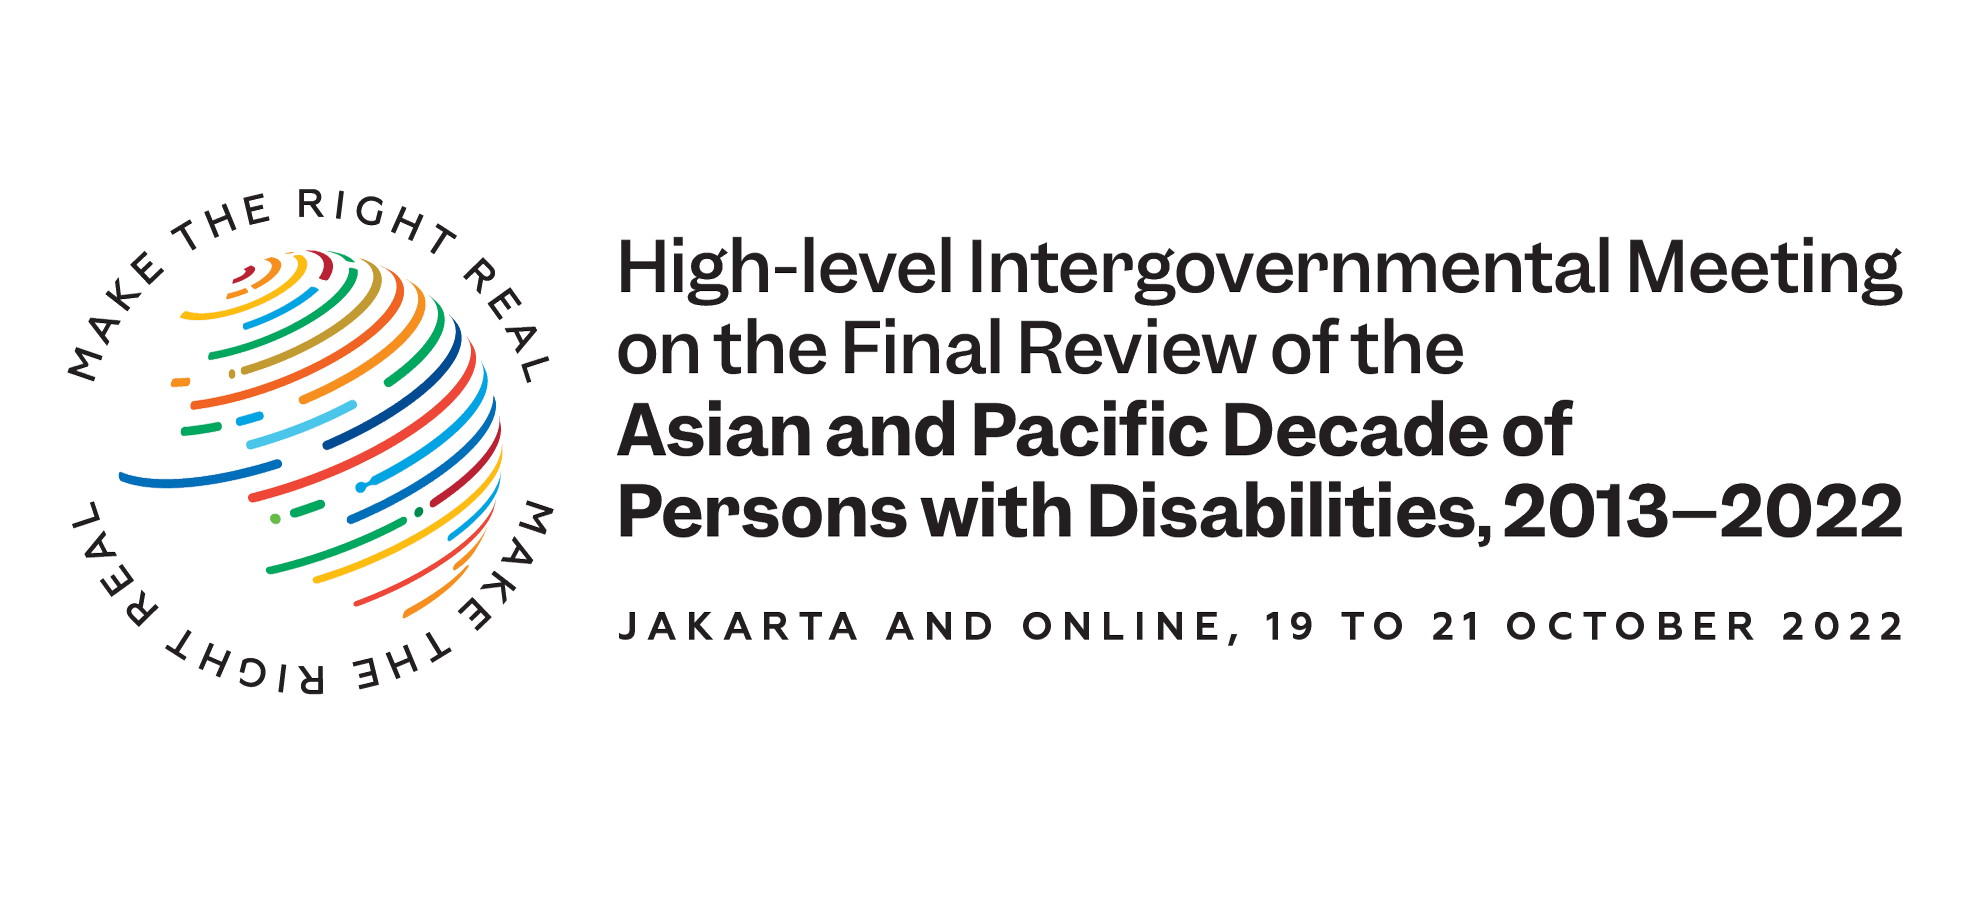 MAKE THE RIGHT REAL
MAKE THE RIGHT REAL
High-level Intergovernmental Meeting
on the Final Review of the
Asian and Pacific Decade of
Persons with Disabilities, 2013–2022
JAKARTA AND ONLINE, 19 TO 21 OCTOBER 2022